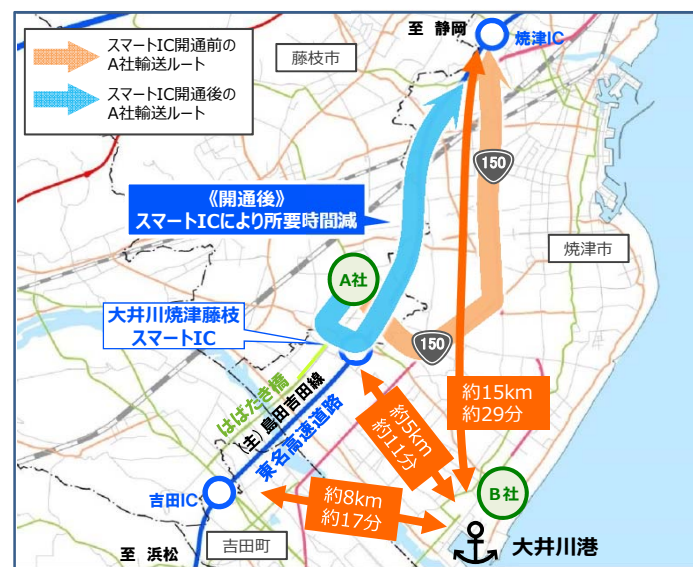 スマートIC開通前の
A社輸送ルート
スマートIC開通後の
A社輸送ルート
至 静岡
焼津IC
藤枝市
150
《開通後》
スマートICにより所要時間減
焼津市
A社
大井川焼津藤枝
スマートIC
150
はばたき橋
(主)島田吉田線
東名高速道路
約15km
約29分
約5km
約11分
吉田IC
約8km
約17分
B社
至 浜松
吉田町
大井川港